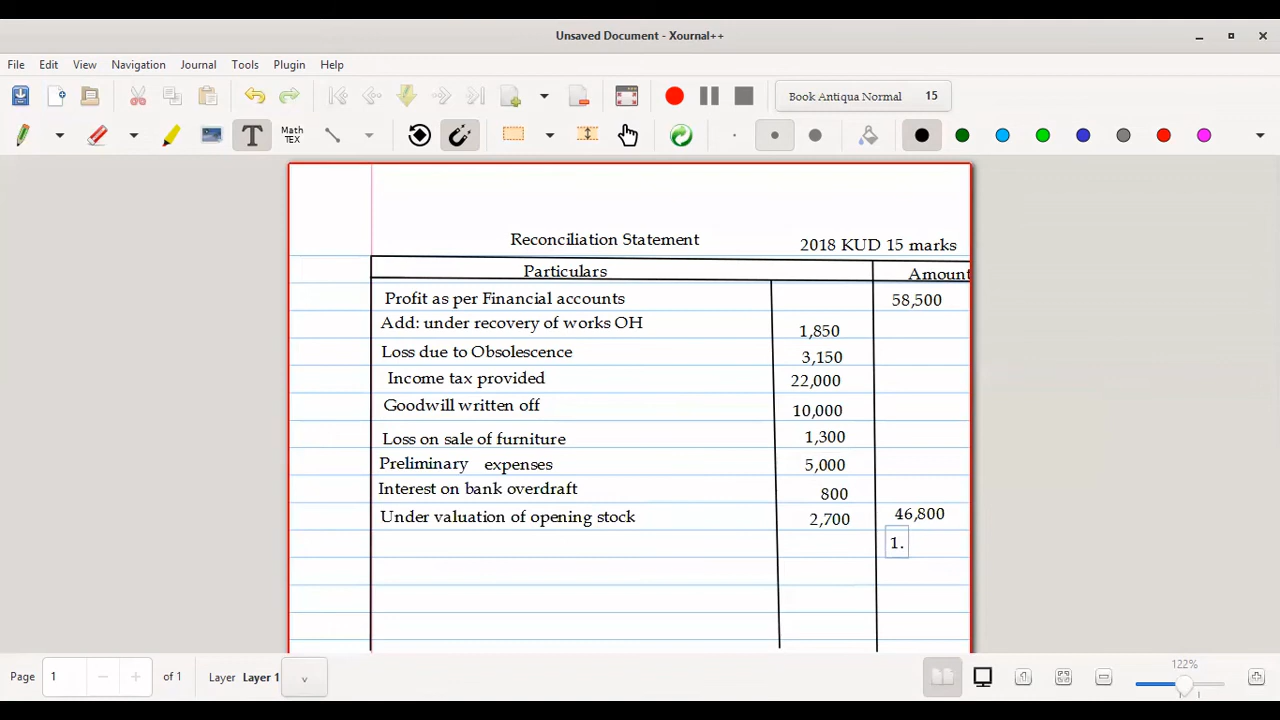 Unsaved Document - Xournal++
File Edit View Navigation Journal Tools Plugin Help
Book Antiqua Normal 15
Math TEX
Reconciliation Statement 2018 KUD 15 marks
Particulars Amount
Profit as per Financial accounts 58,500
Add: under recovery of works OH 1,850
Loss due to Obsolescence 3,150
Income tax provided 22,000
Goodwill written off 10,000
Loss on sale of furniture 1,300
Preliminary expenses 5,000
Interest on bank overdraft 800
Under valuation of opening stock 2,700 46,800
1.
Page 1 of 1 Layer Layer 1 122%